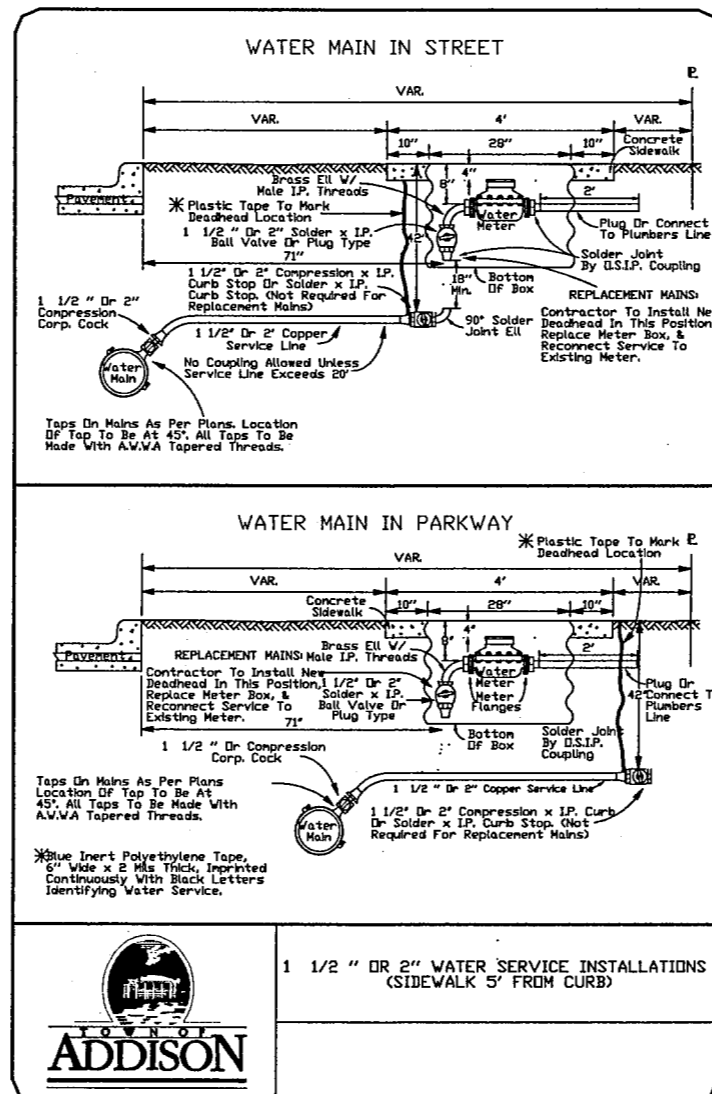 WATER MAIN IN STREET
℄
VAR.
VAR.
4'
VAR.
10"
28"
10"
Concrete
Sidewalk
Pavement
Brass Ell W/
Male I.P. Threads
8"
4"
2'
✳ Plastic Tape To Mark
Deadhead Location
Water
Meter
Plug Or Connect
To Plumbers Line
1 1/2 " Or 2" Solder x I.P.
Ball Valve Or Plug Type
42"
Solder Joint
By O.S.I.P. Coupling
71"
18"
Min.
Bottom
Of Box
1 1/2" Or 2" Compression x I.P.
Curb Stop Or Solder x I.P.
Curb Stop. (Not Required For
Replacement Mains)
REPLACEMENT MAINS:
Contractor To Install New
Deadhead In This Position
Replace Meter Box, &
Reconnect Service To
Existing Meter.
1 1/2 " Or 2"
Compression
Corp. Cock
90° Solder
Joint Ell
1 1/2" Or 2' Copper
Service Line
No Coupling Allowed Unless
Service Line Exceeds 20'
Water
Main
Taps On Mains As Per Plans. Location
Of Tap To Be At 45°. All Taps To Be
Made With A.W.W.A Tapered Threads.
WATER MAIN IN PARKWAY
✳ Plastic Tape To Mark
Deadhead Location
℄
VAR.
VAR.
4'
VAR.
Concrete
Sidewalk
10"
28"
10"
Pavement
8'
4"
2'
REPLACEMENT MAINS:
Contractor To Install New
Deadhead In This Position,
Replace Meter Box, &
Reconnect Service To
Existing Meter.
Brass Ell W/
Male I.P. Threads
1 1/2" Or 2"
Solder x I.P.
Ball Valve Or
Plug Type
Water
Meter
Meter
Flanges
Plug Or
Connect T
Plumbers
Line
42"
71"
Bottom
Of Box
Solder Joint
By O.S.I.P.
Coupling
1 1/2 " Or Compression
Corp. Cock
1 1/2 " Or 2" Copper Service Line
Taps On Mains As Per Plans
Location Of Tap To Be At
45°. All Taps To Be Made With
A.W.W.A Tapered Threads.
Water
Main
1 1/2" Or 2" Compression x I.P. Curb
Or Solder x I.P. Curb Stop. (Not
Required For Replacement Mains)
✳Blue Inert Polyethylene Tape,
6" Wide x 2 Mils Thick, Imprinted
Continuously With Black Letters
Identifying Water Service.
TOWN OF
ADDISON
1 1/2 " OR 2" WATER SERVICE INSTALLATIONS
(SIDEWALK 5' FROM CURB)